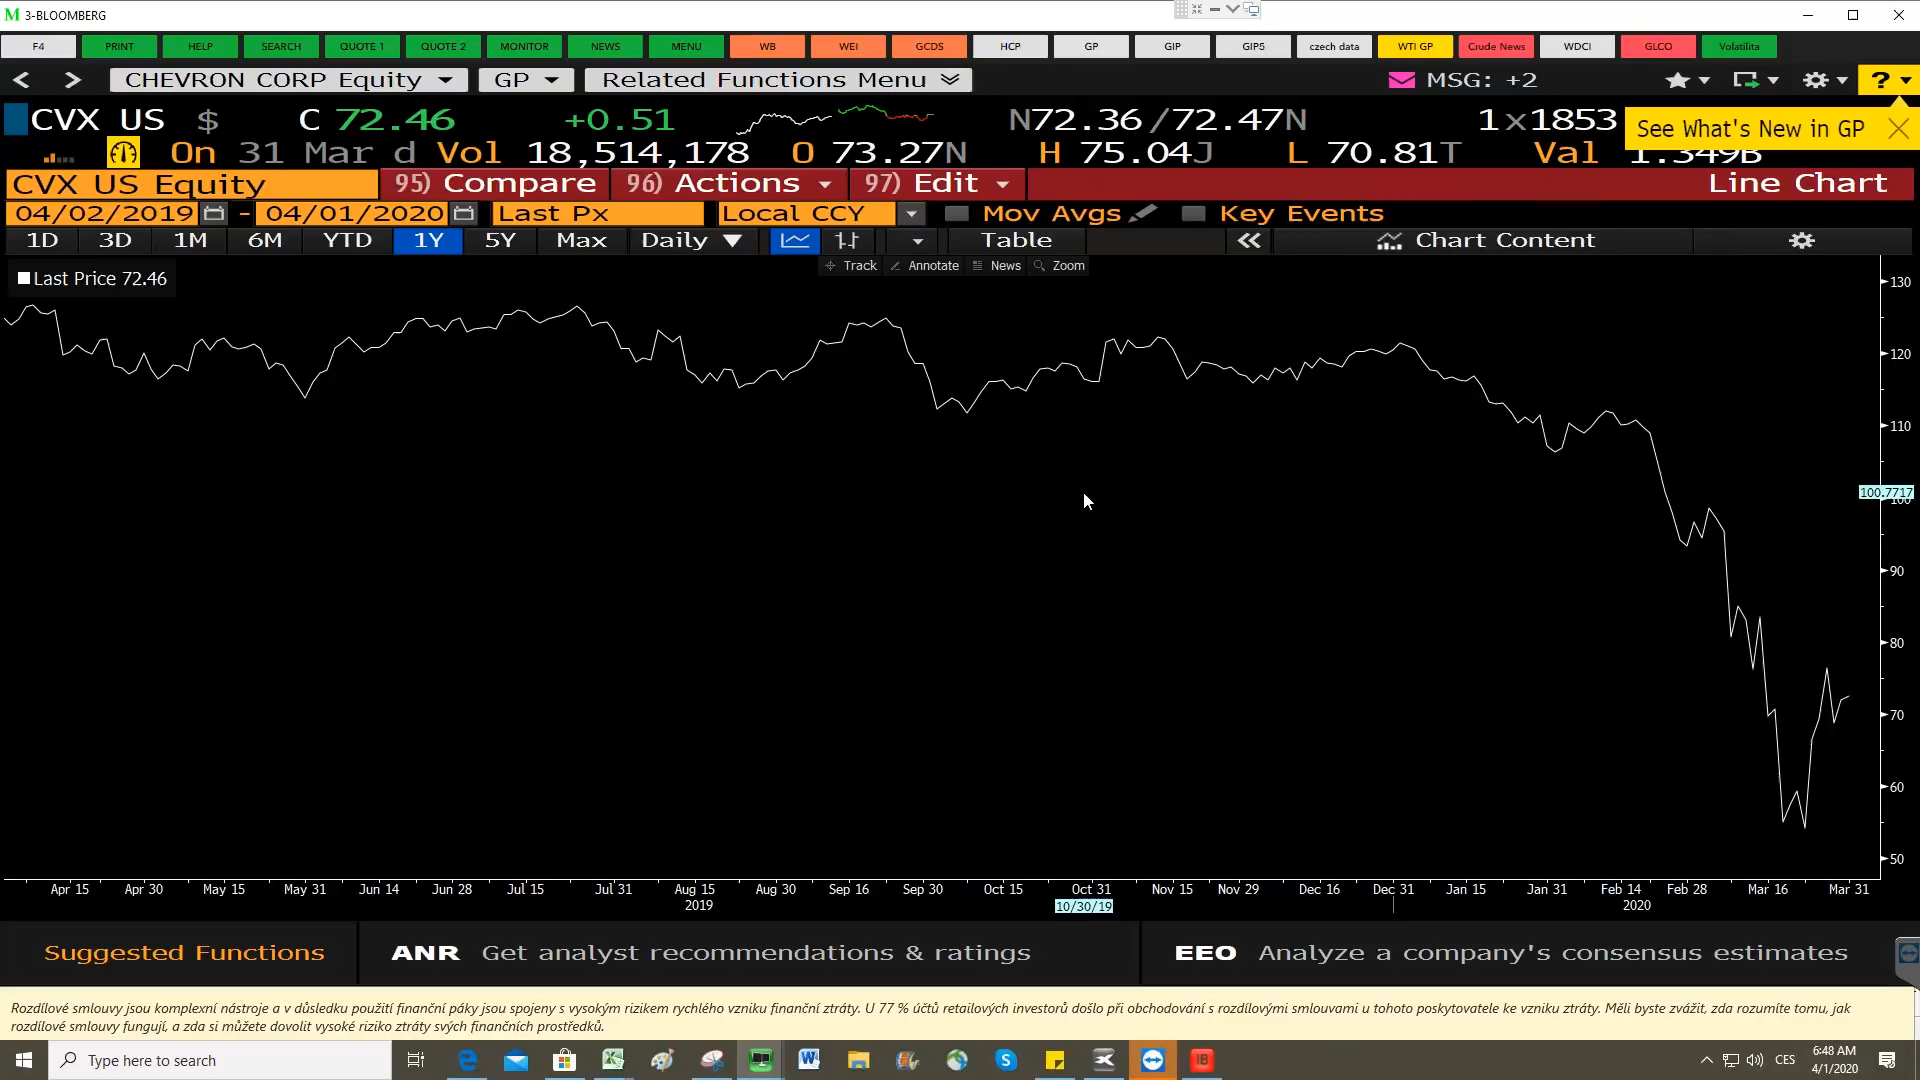 M 3-BLOOMBERG
F4 PRINT HELP SEARCH QUOTE 1 QUOTE 2 MONITOR NEWS MENU WB WEI GCDS HCP GP GIP GIP5 czech data WTI GP Crude News WDCI GLCO Volatilita
CHEVRON CORP Equity GP Related Functions Menu MSG: +2 ?
CVX US $ C 72.46 +0.51 N72.36/72.47N 1x1853
See What's New in GP
On 31 Mar d Vol 18,514,178 O 73.27N H 75.04J L 70.81T Val 1.349B
CVX US Equity 95) Compare 96) Actions 97) Edit Line Chart
04/02/2019 - 04/01/2020 Last Px Local CCY Mov Avgs Key Events
1D 3D 1M 6M YTD 1Y 5Y Max Daily Table Chart Content
Track Annotate News Zoom
Last Price 72.46
130
120
110
100.7717
100
90
80
70
60
50
Apr 15 Apr 30 May 15 May 31 Jun 14 Jun 28 Jul 15 Jul 31 Aug 15 Aug 30 Sep 16 Sep 30 Oct 15 Oct 31 Nov 15 Nov 29 Dec 16 Dec 31 Jan 15 Jan 31 Feb 14 Feb 28 Mar 16 Mar 31
2019 10/30/19 2020
Suggested Functions ANR Get analyst recommendations & ratings EEO Analyze a company's consensus estimates
Rozdílové smlouvy jsou komplexní nástroje a v důsledku použití finanční páky jsou spojeny s vysokým rizikem rychlého vzniku finanční ztráty. U 77 % účtů retailových investorů došlo při obchodování s rozdílovými smlouvami u tohoto poskytovatele ke vzniku ztráty. Měli byste zvážit, zda rozumíte tomu, jak
rozdílové smlouvy fungují, a zda si můžete dovolit vysoké riziko ztráty svých finančních prostředků.
Type here to search
IB
CES
6:48 AM
4/1/2020